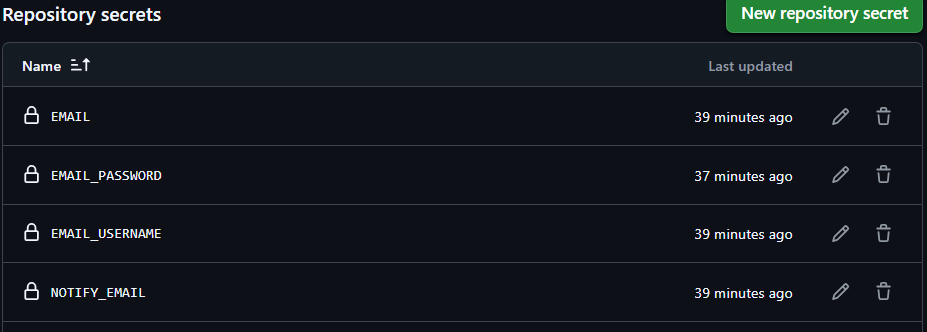 Repository secrets
New repository secret
Name Last updated
EMAIL 39 minutes ago
EMAIL_PASSWORD 37 minutes ago
EMAIL_USERNAME 39 minutes ago
NOTIFY_EMAIL 39 minutes ago